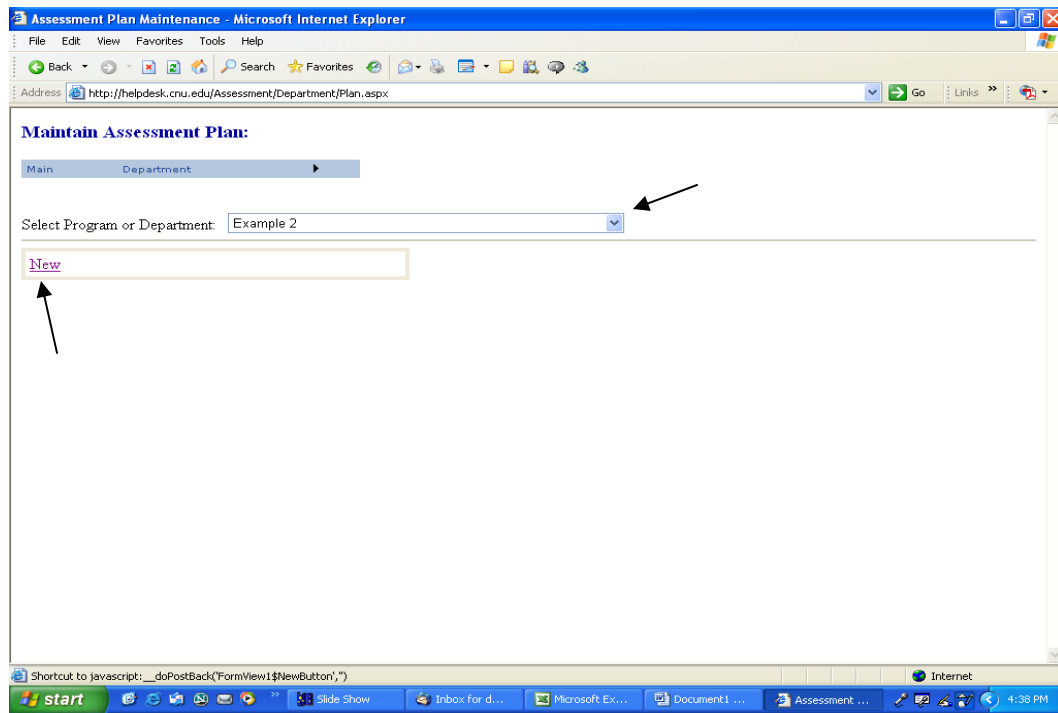 Assessment Plan Maintenance - Microsoft Internet Explorer
File Edit View Favorites Tools Help
Back Search Favorites
Address http://helpdesk.cnu.edu/Assessment/Department/Plan.aspx Go Links »
Maintain Assessment Plan:
Main Department
Select Program or Department: Example 2
New
Shortcut to javascript:__doPostBack('FormView1$NewButton','') Internet
start » Slide Show Inbox for d... Microsoft Ex... Document1 ... Assessment ... 4:38 PM